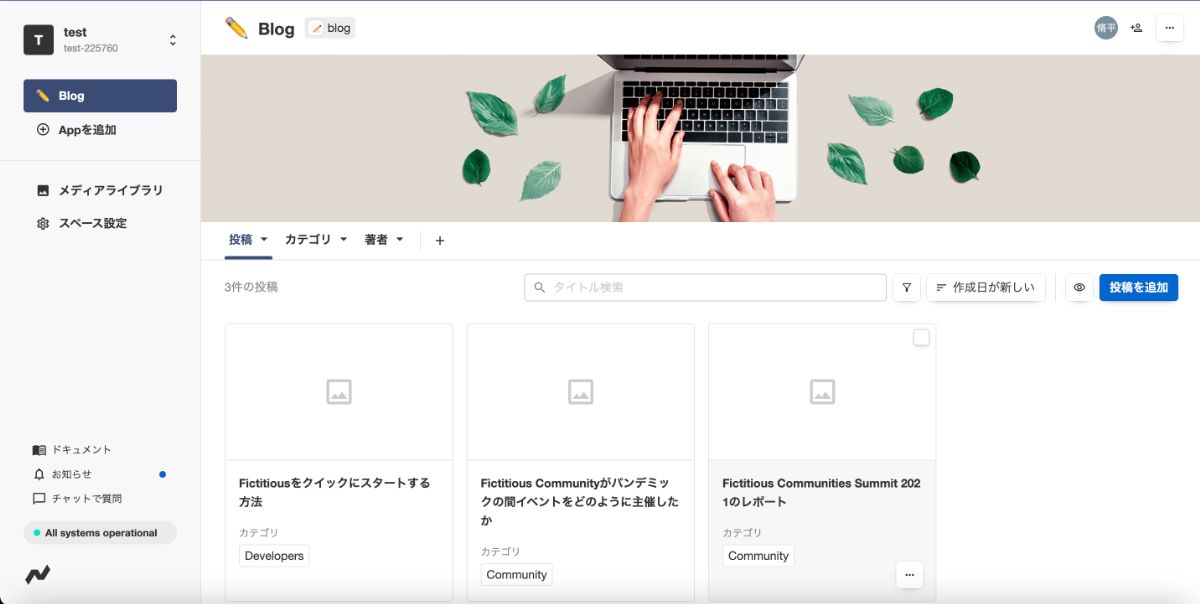 T
test
test-225760
Blog
Appを追加
メディアライブラリ
スペース設定
ドキュメント
お知らせ
チャットで質問
All systems operational
Blog
blog
脩平
投稿
カテゴリ
著者
3件の投稿
タイトル検索
作成日が新しい
投稿を追加
Fictitiousをクイックにスタートする
方法
カテゴリ
Developers
Fictitious Communityがパンデミッ
クの間イベントをどのように主催した
か
カテゴリ
Community
Fictitious Communities Summit 202
1のレポート
カテゴリ
Community